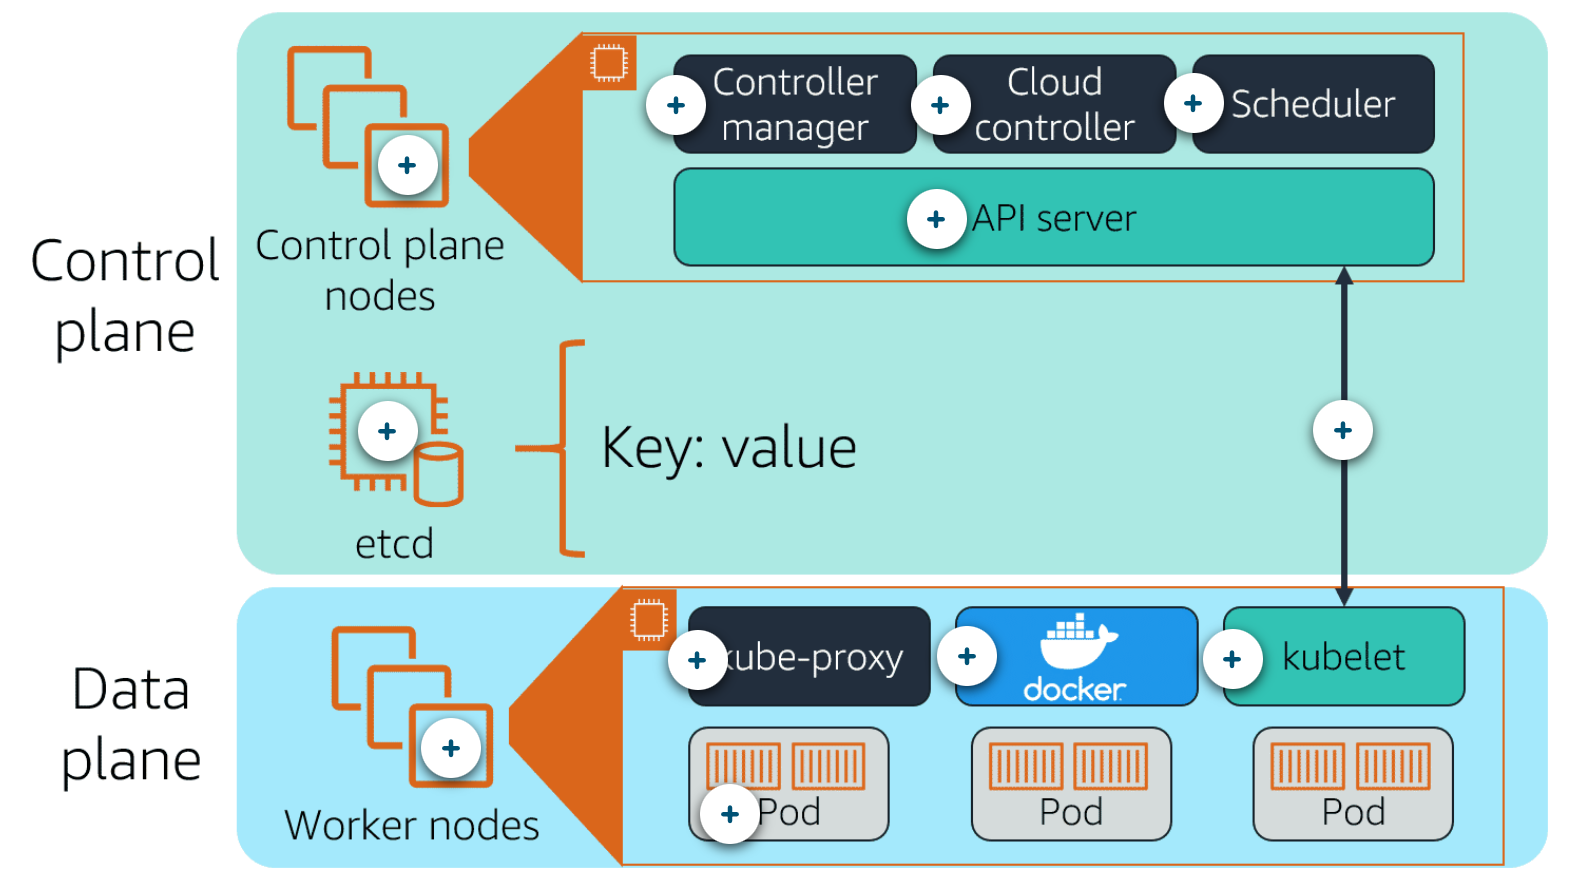 Control
plane
Control plane
nodes
Controller
manager
Cloud
controller
Scheduler
API server
etcd
Key: value
Data
plane
Worker nodes
kube-proxy
docker
kubelet
Pod
Pod
Pod